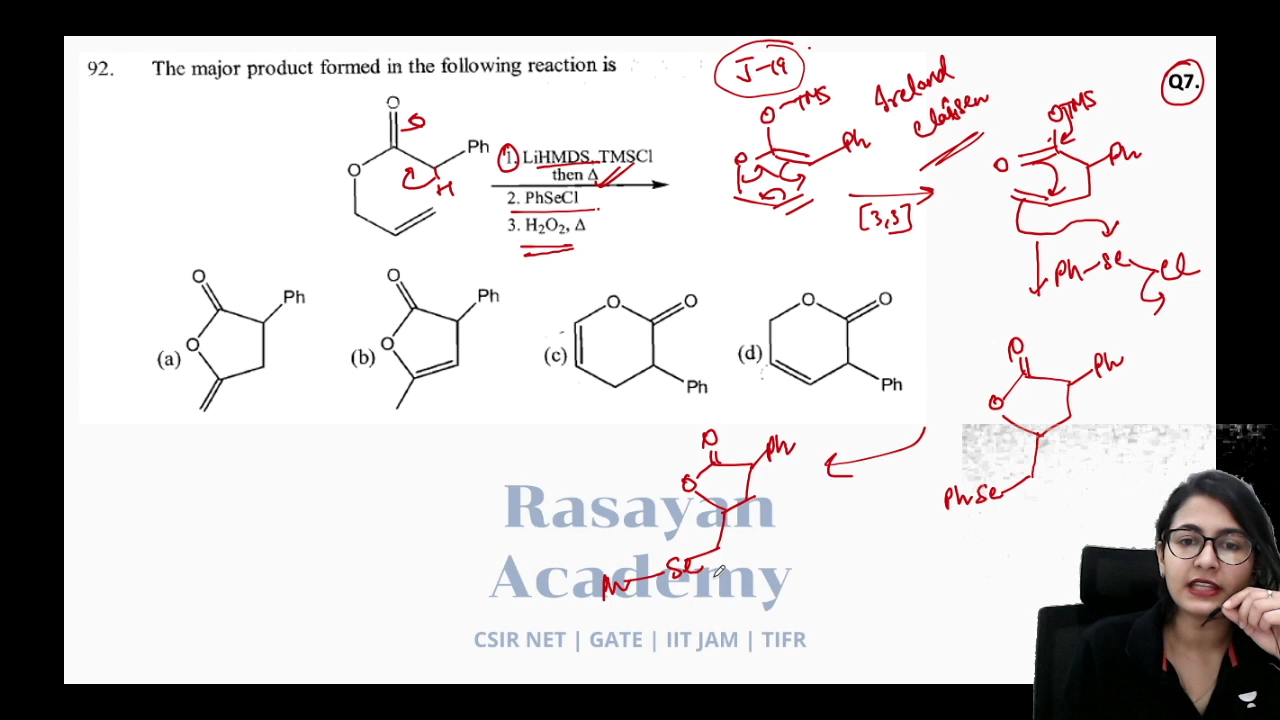 92. The major product formed in the following reaction is
J-19
Q7.
O
O
Ph
H
O
1. LiHMDS, TMSCl
then Δ
2. PhSeCl
3. H₂O₂, Δ
O-TMS
O
Ph
Ireland
Claisen
[3,3]
OTMS
O
Ph
Ph-Se-Cl
(a)
O
O
Ph
(b)
O
O
Ph
(c)
O
O
Ph
(d)
O
O
Ph
O
O
Ph
PhSe
O
O
Ph
Ph-Se
Rasayan
Academy
CSIR NET | GATE | IIT JAM | TIFR